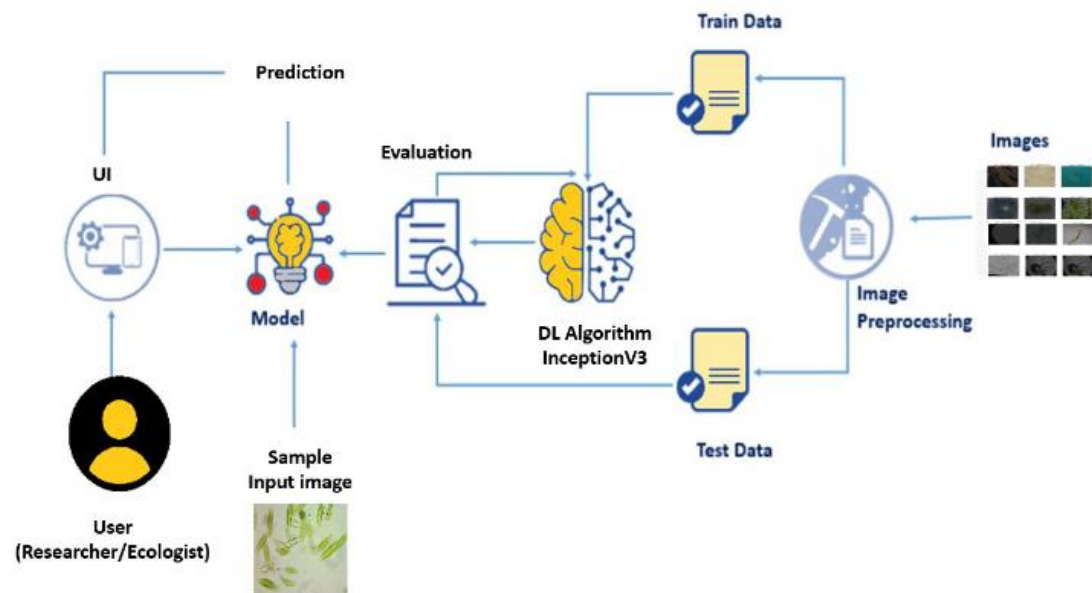 Train Data
Prediction
Images
Evaluation
UI
Image
Preprocessing
Model
DL Algorithm
InceptionV3
Sample
Input image
Test Data
User
(Researcher/Ecologist)